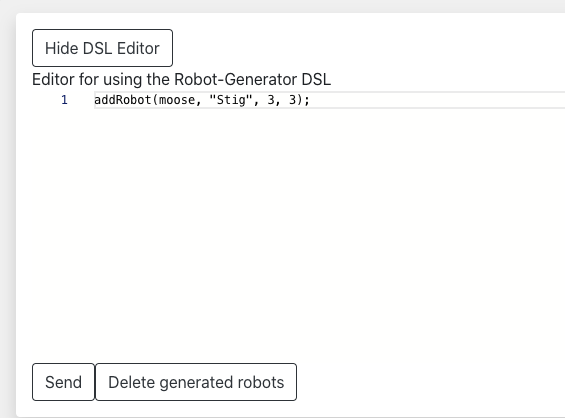 Hide DSL Editor
Editor for using the Robot-Generator DSL
1 addRobot(moose, "Stig", 3, 3);
Send Delete generated robots